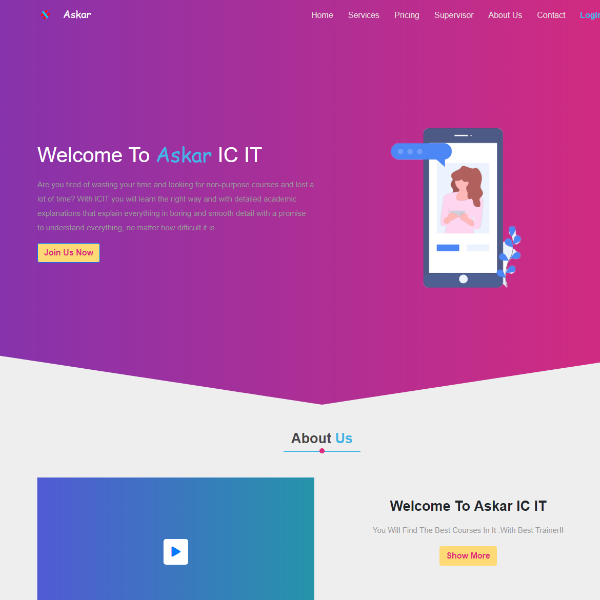 Askar
Home Services Pricing Supervisor About Us Contact Login
Welcome To Askar IC IT
Are you tired of wasting your time and looking for non-purpose courses and lost a
lot of time? With ICIT you will learn the right way and with detailed academic
explanations that explain everything in boring and smooth detail with a promise
to understand everything, no matter how difficult it is
Join Us Now
About Us
Welcome To Askar IC IT
You Will Find The Best Courses In It ,With Best Trainer!!
Show More